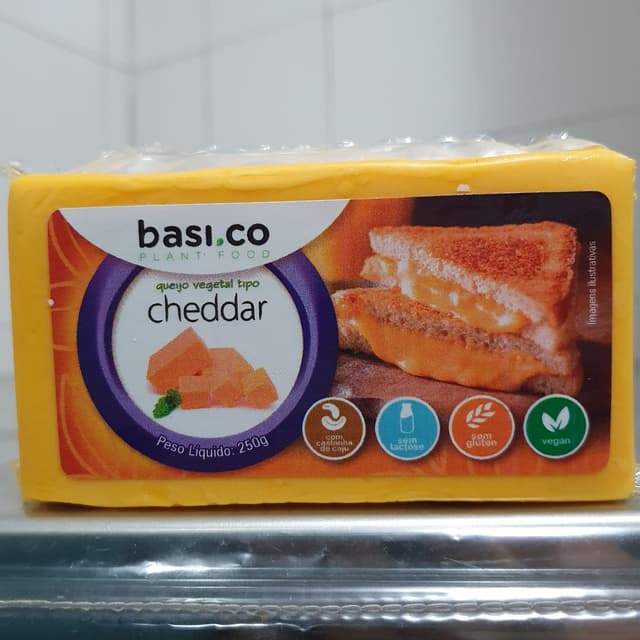 basi.co
PLANT FOOD
queijo vegetal tipo
cheddar
Peso Líquido: 250g
com
castanha
de caju
sem
lactose
sem
glúten
vegan
Imagens ilustrativas